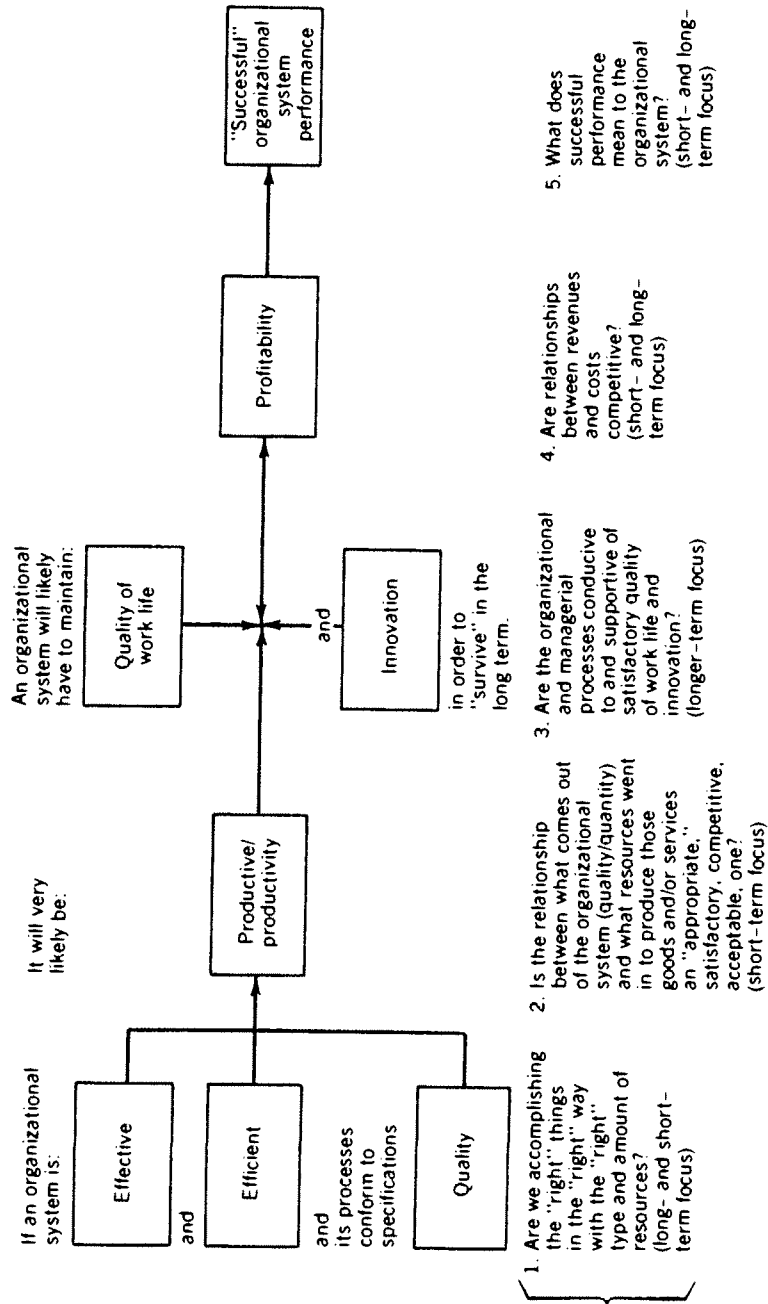 If an organizational
system is:
Effective
and
Efficient
and
its processes
conform to
specifications
Quality
It will very
likely be:
Productive/
productivity
An organizational
system will likely
have to maintain:
Quality of
work life
and
Innovation
in order to
"survive" in the
long term.
Profitability
"Successful"
organizational
system
performance
1. Are we accomplishing
the "right" things
in the "right" way
with the "right"
type and amount of
resources?
(long- and short-
term focus)
2. Is the relationship
between what comes out
of the organizational
system (quality/quantity)
and what resources went
in to produce those
goods and/or services
an "appropriate,"
satisfactory, competitive,
acceptable, one?
(short-term focus)
3. Are the organizational
and managerial
processes conducive
to and supportive of
satisfactory quality
of work life and
innovation?
(longer-term focus)
4. Are relationships
between revenues
and costs
competitive?
(short- and long-
term focus)
5. What does
successful
performance
mean to the
organizational
system?
(short- and long-
term focus)